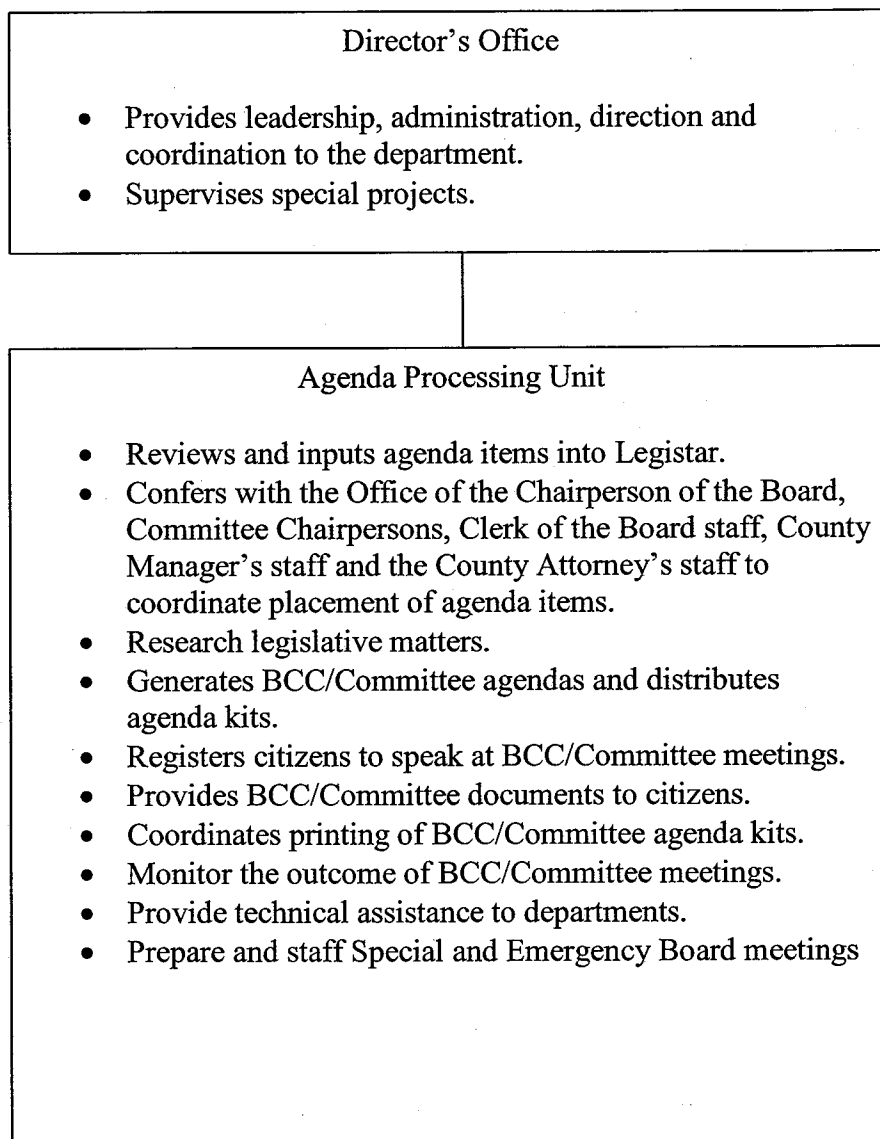 Director's Office
• Provides leadership, administration, direction and
coordination to the department.
• Supervises special projects.
Agenda Processing Unit
• Reviews and inputs agenda items into Legistar.
• Confers with the Office of the Chairperson of the Board,
Committee Chairpersons, Clerk of the Board staff, County
Manager's staff and the County Attorney's staff to
coordinate placement of agenda items.
• Research legislative matters.
• Generates BCC/Committee agendas and distributes
agenda kits.
• Registers citizens to speak at BCC/Committee meetings.
• Provides BCC/Committee documents to citizens.
• Coordinates printing of BCC/Committee agenda kits.
• Monitor the outcome of BCC/Committee meetings.
• Provide technical assistance to departments.
• Prepare and staff Special and Emergency Board meetings